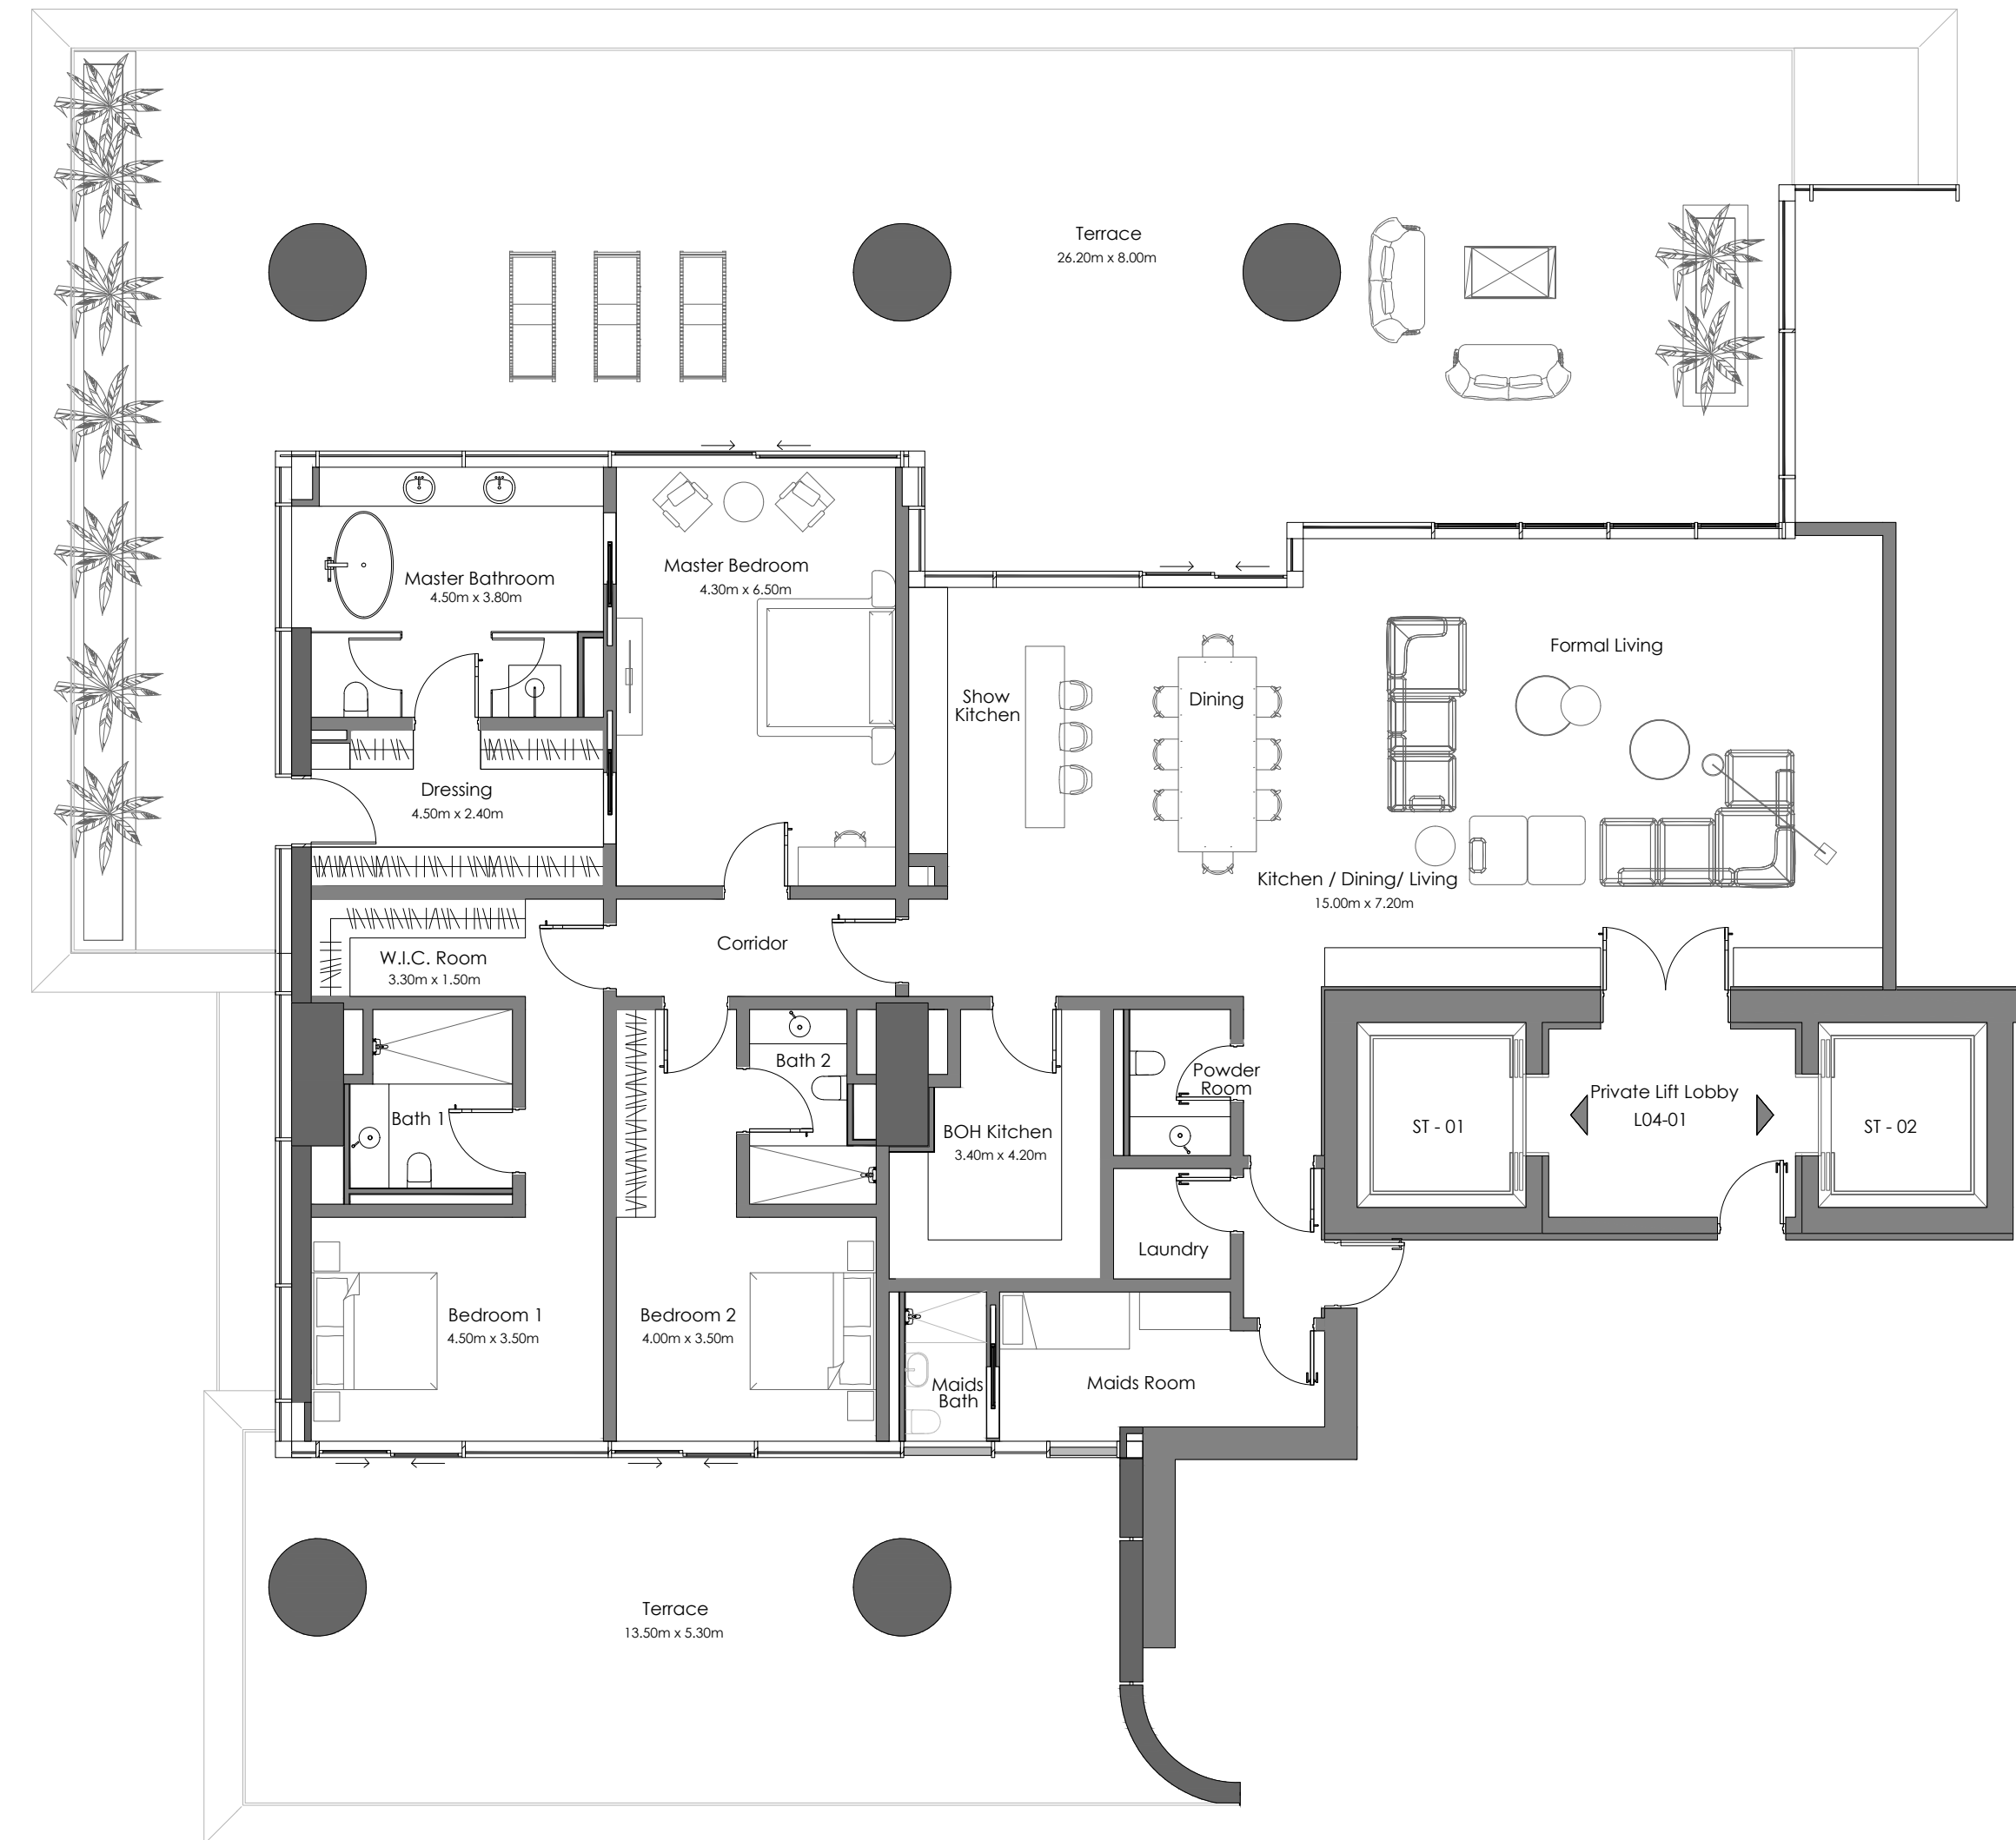 Terrace
26.20m x 8.00m
Master Bathroom
4.50m x 3.80m
Master Bedroom
4.30m x 6.50m
Show
Kitchen
Dining
Formal Living
Dressing
4.50m x 2.40m
Kitchen / Dining/ Living
15.00m x 7.20m
W.I.C. Room
3.30m x 1.50m
Corridor
Bath 1
Bath 2
BOH Kitchen
3.40m x 4.20m
Powder
Room
ST - 01
Private Lift Lobby
L04-01
ST - 02
Laundry
Bedroom 1
4.50m x 3.50m
Bedroom 2
4.00m x 3.50m
Maids
Bath
Maids Room
Terrace
13.50m x 5.30m